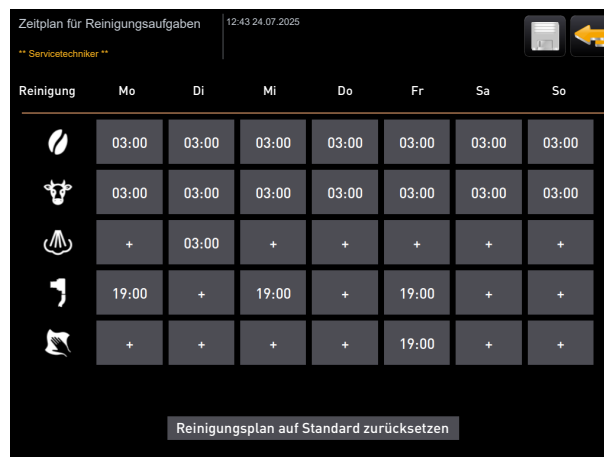 Zeitplan für Reinigungsaufgaben 12:43 24.07.2025
** Servicetechniker **
Reinigung Mo Di Mi Do Fr Sa So
03:00 03:00 03:00 03:00 03:00 03:00 03:00
03:00 03:00 03:00 03:00 03:00 03:00 03:00
+ 03:00 + + + + +
19:00 + 19:00 + 19:00 + +
+ + + + 19:00 + +
Reinigungsplan auf Standard zurücksetzen